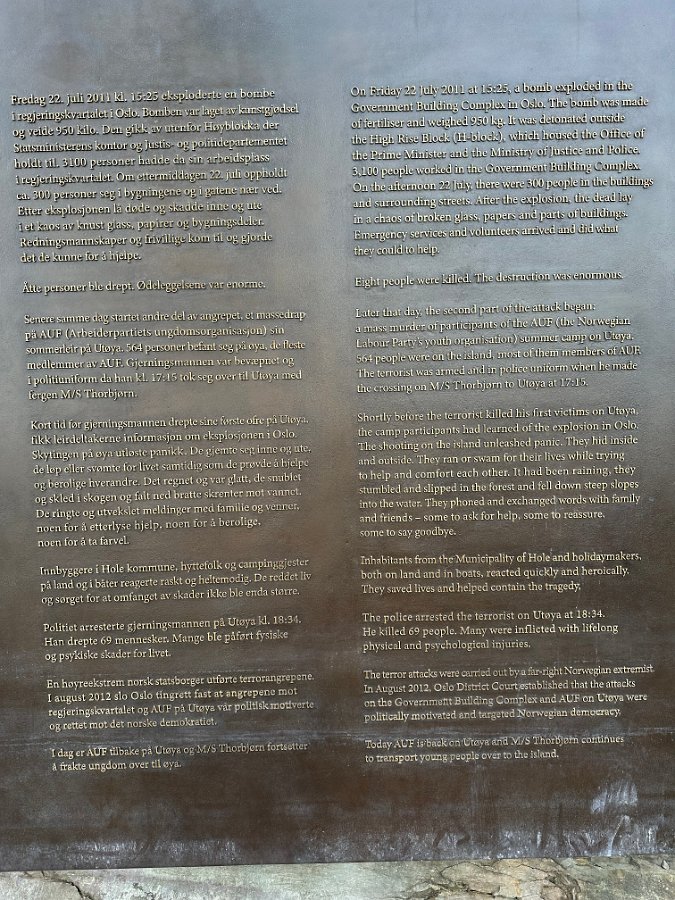 Fredag 22. juli 2011 kl. 15:25 eksploderte en bombe
i regjeringskvartalet i Oslo. Bomben var laget av kunstgjødsel
og veide 950 kilo. Den gikk av utenfor Høyblokka der
Statsministerens kontor og Justis- og politidepartementet
holdt til. 3100 personer hadde da sin arbeidsplass
i regjeringskvartalet. Om ettermiddagen 22. juli oppholdt
ca. 300 personer seg i bygningene og i gatene nær ved.
Etter eksplosjonen lå døde og skadde inne og ute
i et kaos av knust glass, papirer og bygningsdeler.
Redningsmannskaper og frivillige kom til og gjorde
det de kunne for å hjelpe.

Åtte personer ble drept. Ødeleggelsene var enorme.

Senere samme dag startet andre del av angrepet, et massedrap
på AUF (Arbeiderpartiets ungdomsorganisasjon) sin
sommerleir på Utøya. 564 personer befant seg på øya, de fleste
medlemmer av AUF. Gjerningsmannen var bevæpnet og
i politiuniform da han kl. 17:15 tok seg over til Utøya med
fergen M/S Thorbjørn.

Kort tid før gjerningsmannen drepte sine første ofre på Utøya,
fikk leirdeltakerne informasjon om eksplosjonen i Oslo.
Skytingen på øya utløste panikk. De gjemte seg inne og ute,
de løp eller svømte for livet samtidig som de prøvde å hjelpe
og berolige hverandre. Det regnet og var glatt, de snublet
og skled i skogen og falt ned bratte skrenter mot vannet.
De ringte og utvekslet meldinger med familie og venner,
noen for å etterlyse hjelp, noen for å berolige,
noen for å ta farvel.

Innbyggere i Hole kommune, hyttefolk og campinggjester
på land og i båter reagerte raskt og heltemodig. De reddet liv
og sørget for at omfanget av skader ikke ble enda større.

Politiet arresterte gjerningsmannen på Utøya kl. 18:34.
Han drepte 69 mennesker. Mange ble påført fysiske
og psykiske skader for livet.

En høyreekstrem norsk statsborger utførte terrorangrepene.
I august 2012 slo Oslo tingrett fast at angrepene mot
regjeringskvartalet og AUF på Utøya var politisk motiverte
og rettet mot det norske demokratiet.

I dag er AUF tilbake på Utøya og M/S Thorbjørn fortsetter
å frakte ungdom over til øya.

On Friday 22 July 2011 at 15:25, a bomb exploded in the
Government Building Complex in Oslo. The bomb was made
of fertiliser and weighed 950 kg. It was detonated outside
the High Rise Block (H-block), which housed the Office of
the Prime Minister and the Ministry of Justice and Police.
3,100 people worked in the Government Building Complex.
On the afternoon 22 July, there were 300 people in the buildings
and surrounding streets. After the explosion, the dead lay
in a chaos of broken glass, papers and parts of buildings.
Emergency services and volunteers arrived and did what
they could to help.

Eight people were killed. The destruction was enormous.

Later that day, the second part of the attack began:
a mass murder of participants of the AUF (the Norwegian
Labour Party's youth organisation) summer camp on Utøya.
564 people were on the island, most of them members of AUF.
The terrorist was armed and in police uniform when he made
the crossing on M/S Thorbjørn to Utøya at 17:15.

Shortly before the terrorist killed his first victims on Utøya,
the camp participants had learned of the explosion in Oslo.
The shooting on the island unleashed panic. They hid inside
and outside. They ran or swam for their lives while trying
to help and comfort each other. It had been raining, they
stumbled and slipped in the forest and fell down steep slopes
into the water. They phoned and exchanged words with family
and friends – some to ask for help, some to reassure,
some to say goodbye.

Inhabitants from the Municipality of Hole and holidaymakers,
both on land and in boats, reacted quickly and heroically.
They saved lives and helped contain the tragedy.

The police arrested the terrorist on Utøya at 18:34.
He killed 69 people. Many were inflicted with lifelong
physical and psychological injuries.

The terror attacks were carried out by a far-right Norwegian extremist.
In August 2012, Oslo District Court established that the attacks
on the Government Building Complex and AUF on Utøya were
politically motivated and targeted Norwegian democracy.

Today AUF is back on Utøya and M/S Thorbjørn continues
to transport young people over to the island.